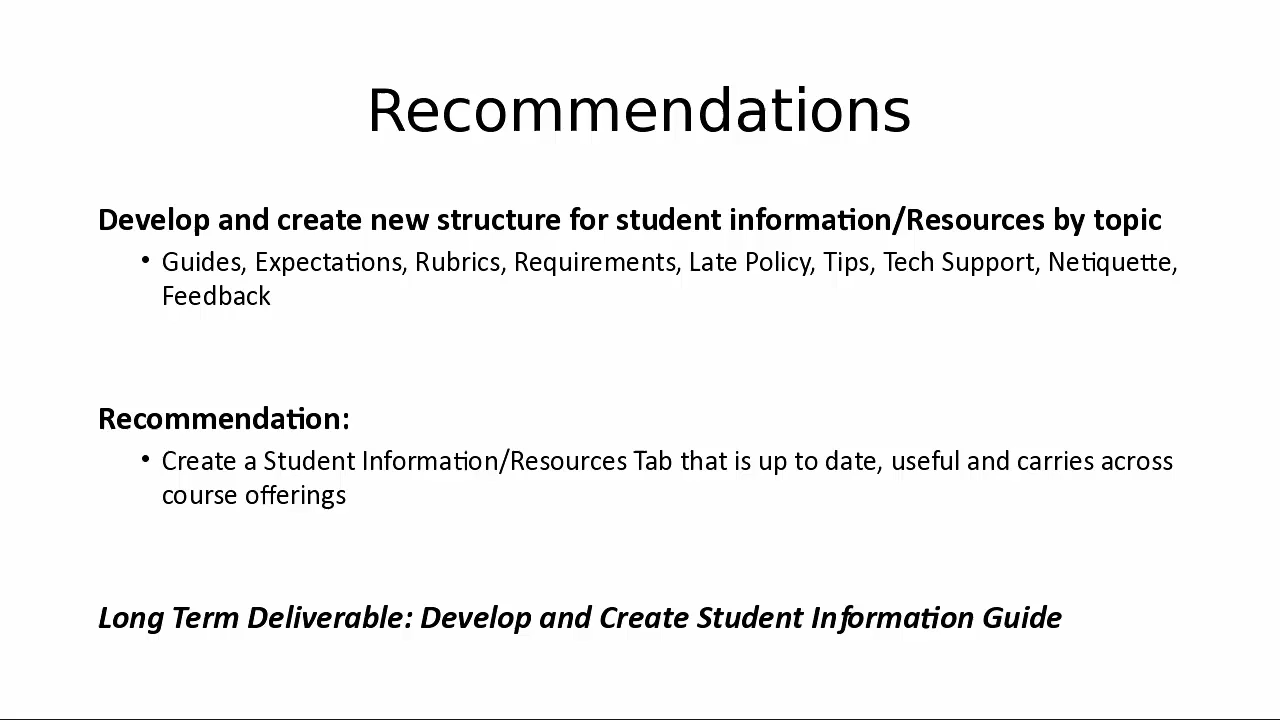 Recommendations
Develop and create new structure for student information/Resources by topic
• Guides, Expectations, Rubrics, Requirements, Late Policy, Tips, Tech Support, Netiquette,
Feedback
Recommendation:
• Create a Student Information/Resources Tab that is up to date, useful and carries across
course offerings
Long Term Deliverable: Develop and Create Student Information Guide